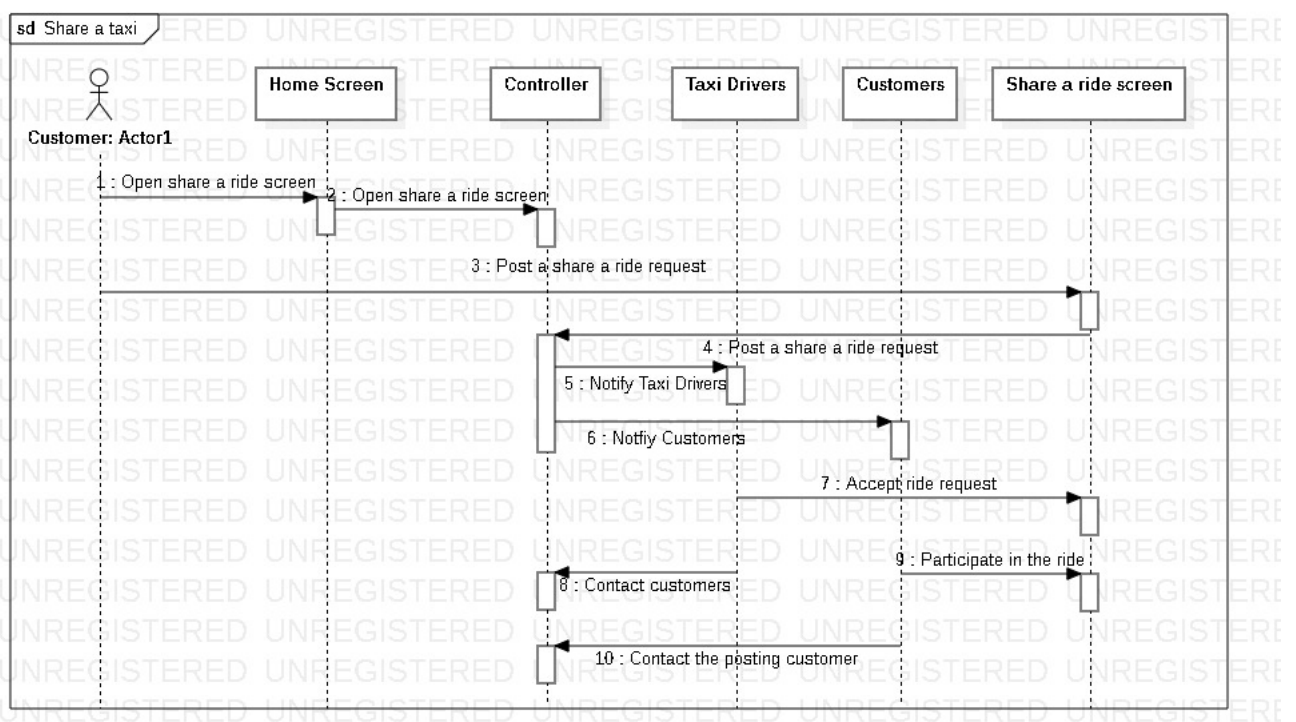 sd Share a taxi
Home Screen
Controller
Taxi Drivers
Customers
Share a ride screen
Customer: Actor1
1 : Open share a ride screen
2 : Open share a ride screen
3 : Post a share a ride request
4 : Post a share a ride request
5 : Notify Taxi Drivers
6 : Notfiy Customers
7 : Accept ride request
9 : Participate in the ride
8 : Contact customers
10 : Contact the posting customer
UNREGISTERED